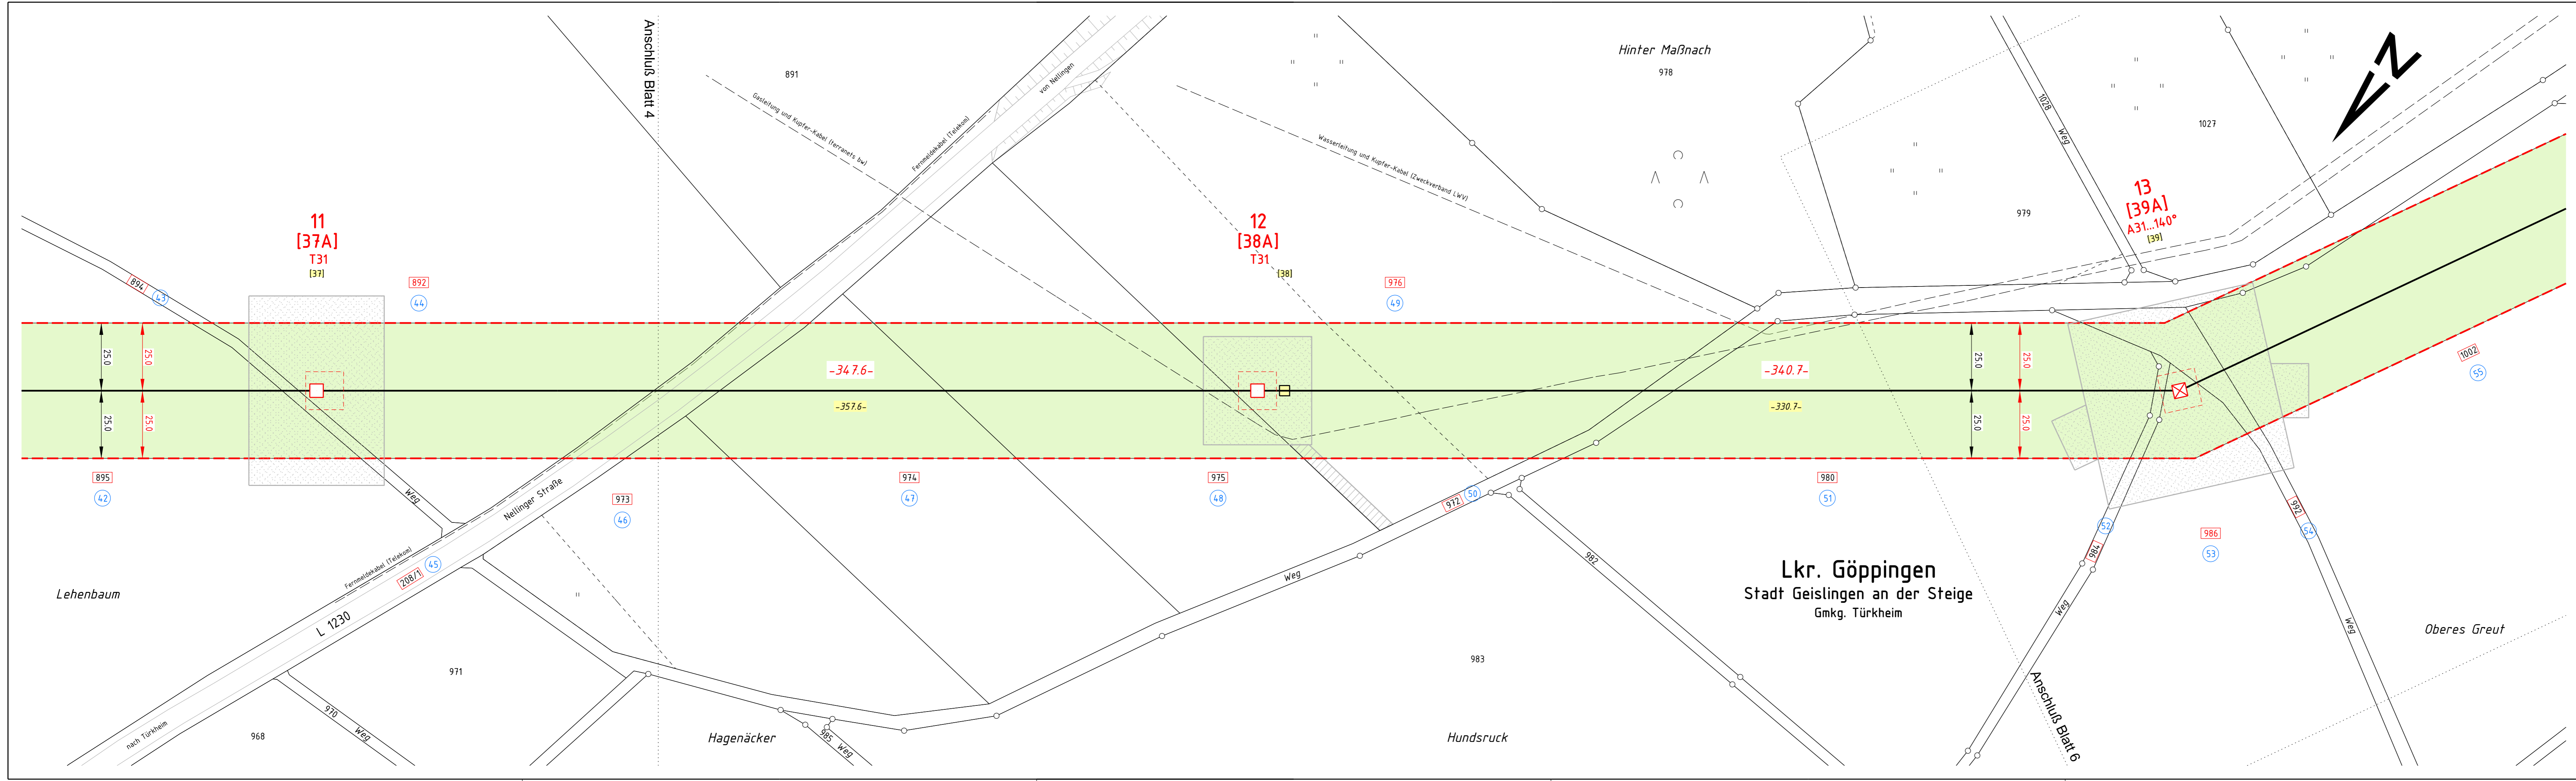 Anschluß Blatt 4
891
von Nellingen
Gasleitung und Kupfer-Kabel (terranets bw)
Fernmeldekabel (Telekom)
Wasserleitung und Kupfer-Kabel (Zweckverband LWV)
Hinter Maßnach
978
1028
Weg
1027
N
979
11
[37A]
T31
[37]
892
44
894
43
12
[38A]
T31
[38]
976
49
13
[39A]
A31...140°
[39]
25.0
25.0
25.0
25.0
-347.6-
-357.6-
-340.7-
-330.7-
25.0
25.0
25.0
25.0
1002
55
895
42
Weg
Nellinger Straße
973
46
974
47
975
48
972
50
980
51
52
984
992
54
986
53
Fernmeldekabel (Telekom)
208/1
45
L 1230
Lehenbaum
nach Türkheim
968
970
Weg
971
Hagenäcker
985
Weg
Weg
982
983
Hundsruck
Lkr. Göppingen
Stadt Geislingen an der Steige
Gmkg. Türkheim
Weg
Anschluß Blatt 6
Weg
Oberes Greut